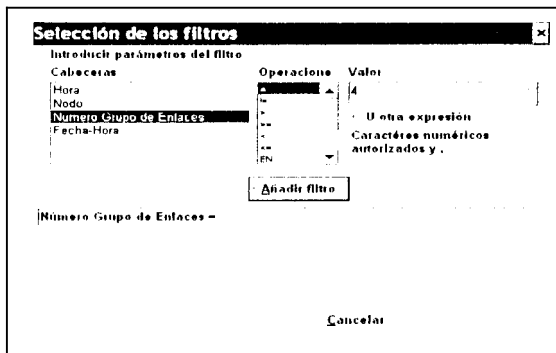 Selección de los filtros
Introducir parámetros del filtro
Cabeceras Operacione Valor
Hora
Nodo
Número Grupo de Enlaces
Fecha-Hora
=
>
>=
<
<=
EN
4
U otra expresión
Caractéres numéricos
autorizados y .
Añadir filtro
Número Grupo de Enlaces =
Cancelar